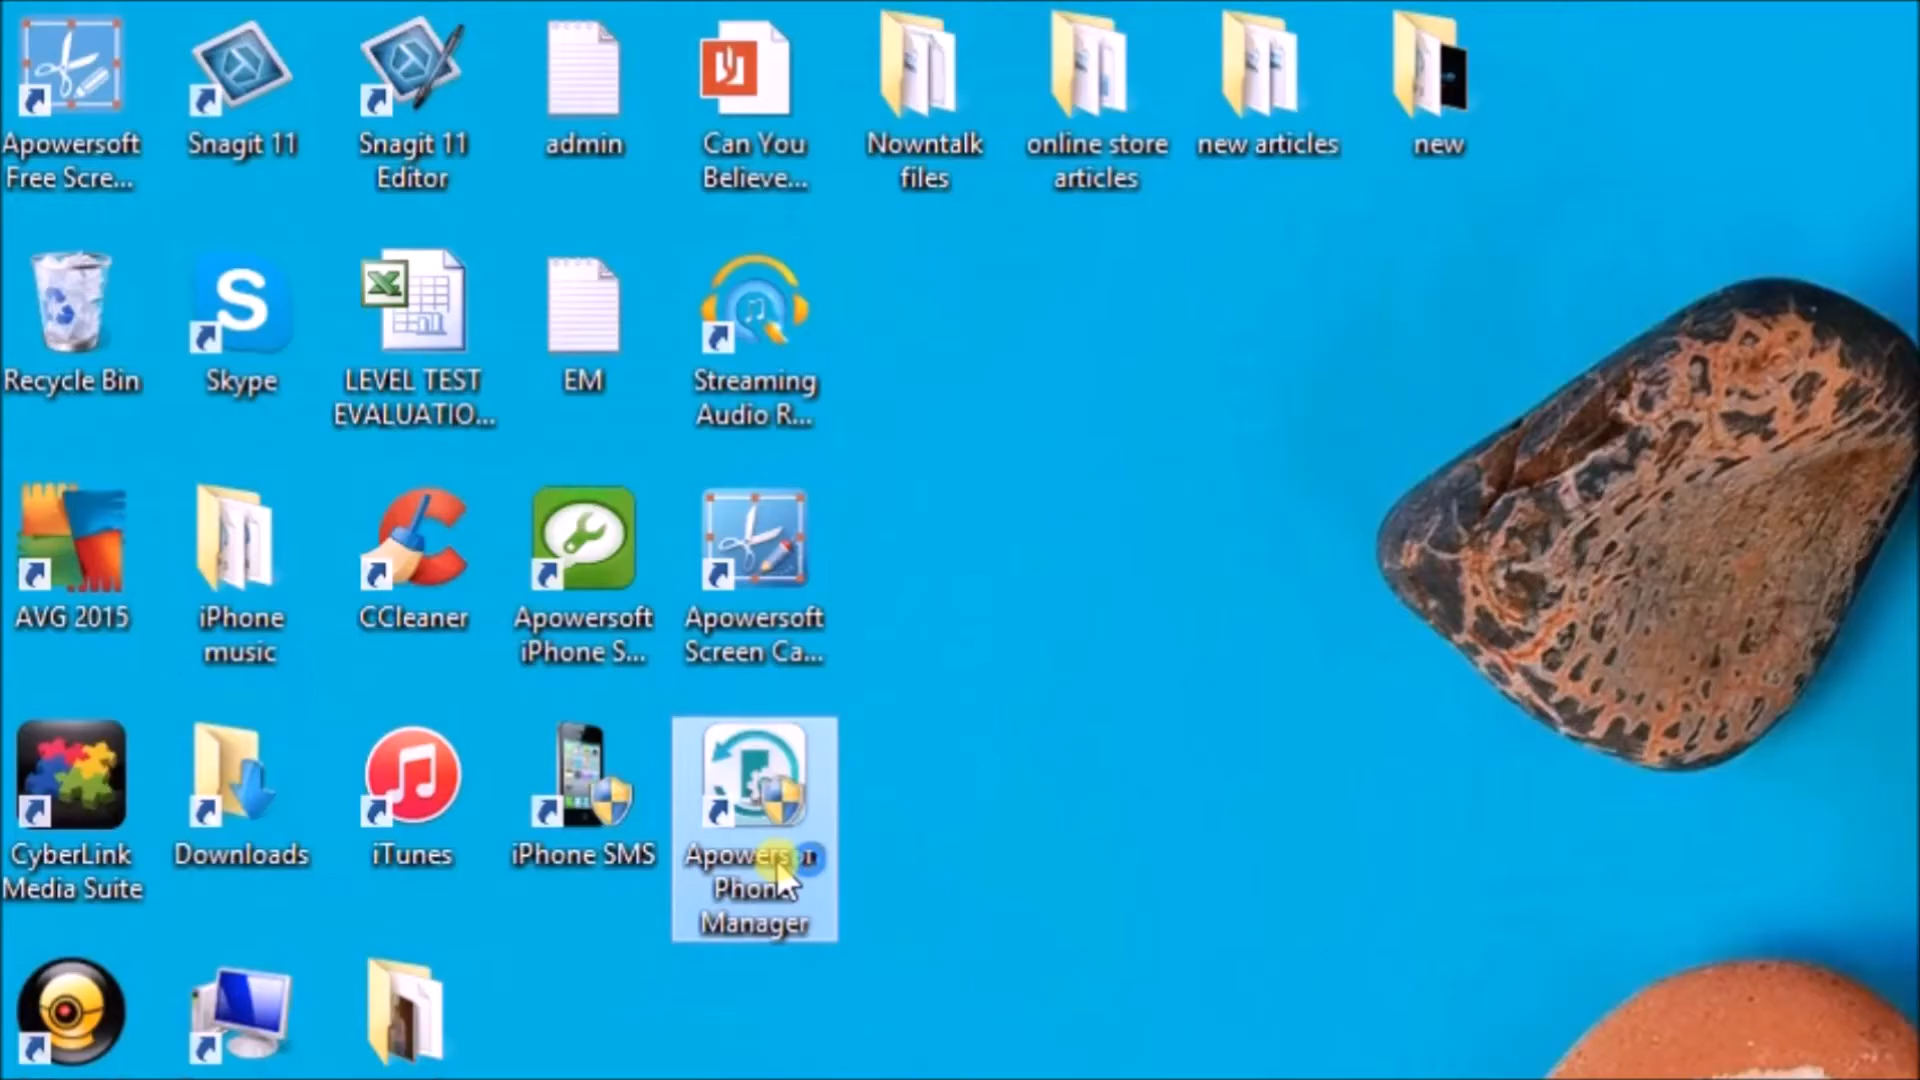 Apowersoft
Free Scre...
Snagit 11
Snagit 11
Editor
admin
Can You
Believe...
Nowntalk
files
online store
articles
new articles
new
Recycle Bin
Skype
LEVEL TEST
EVALUATIO...
EM
Streaming
Audio R...
AVG 2015
iPhone
music
CCleaner
Apowersoft
iPhone S...
Apowersoft
Screen Ca...
CyberLink
Media Suite
Downloads
iTunes
iPhone SMS
Phone
Manager